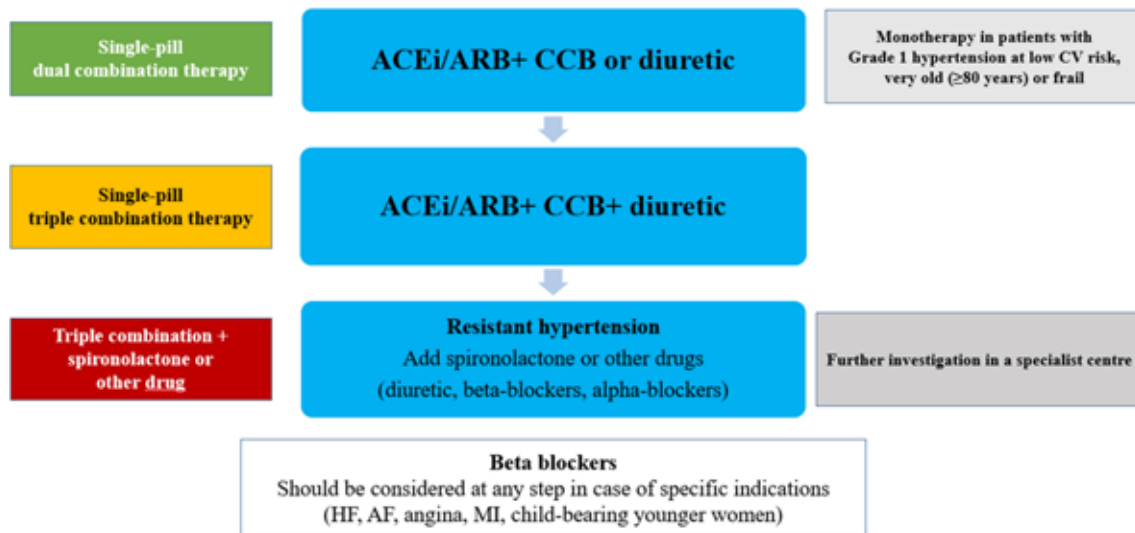 Single-pill
dual combination therapy
ACEi/ARB+ CCB or diuretic
Monotherapy in patients with
Grade 1 hypertension at low CV risk,
very old (≥80 years) or frail
Single-pill
triple combination therapy
ACEi/ARB+ CCB+ diuretic
Triple combination +
spironolactone or
other drug
Resistant hypertension
Add spironolactone or other drugs
(diuretic, beta-blockers, alpha-blockers)
Further investigation in a specialist centre
Beta blockers
Should be considered at any step in case of specific indications
(HF, AF, angina, MI, child-bearing younger women)